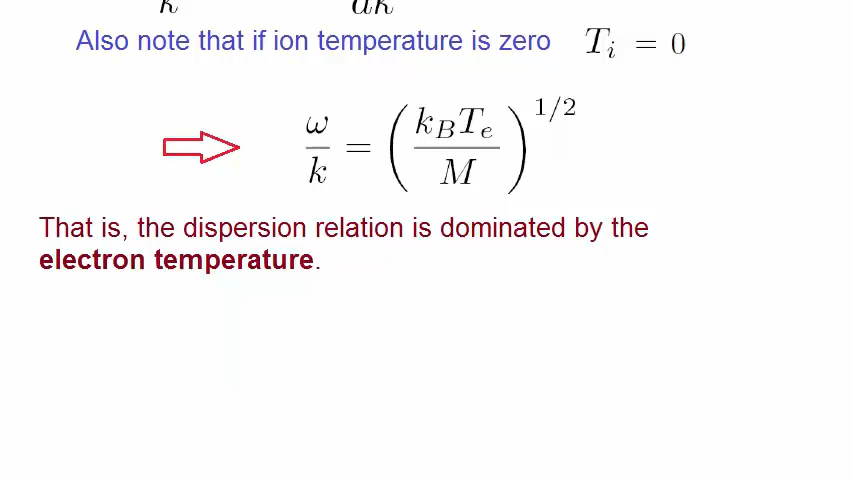 k dk
Also note that if ion temperature is zero T_i = 0
ω/k = (k_B T_e / M)^{1/2}
That is, the dispersion relation is dominated by the
electron temperature.